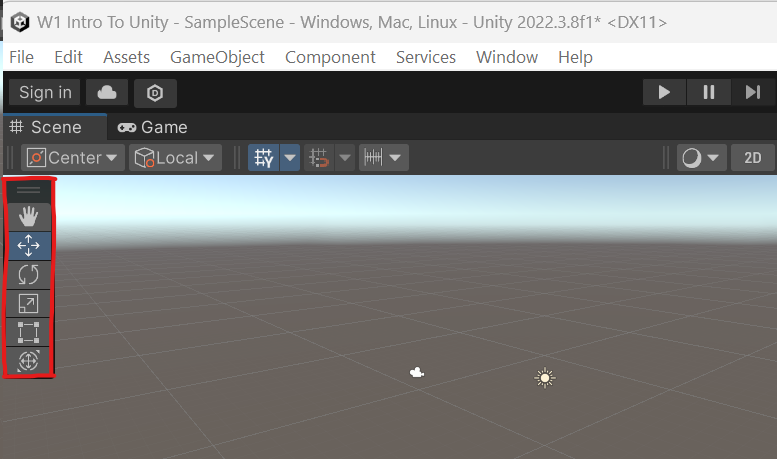 W1 Intro To Unity - SampleScene - Windows, Mac, Linux - Unity 2022.3.8f1* <DX11>
File Edit Assets GameObject Component Services Window Help
Sign in
Scene Game
Center Local 2D